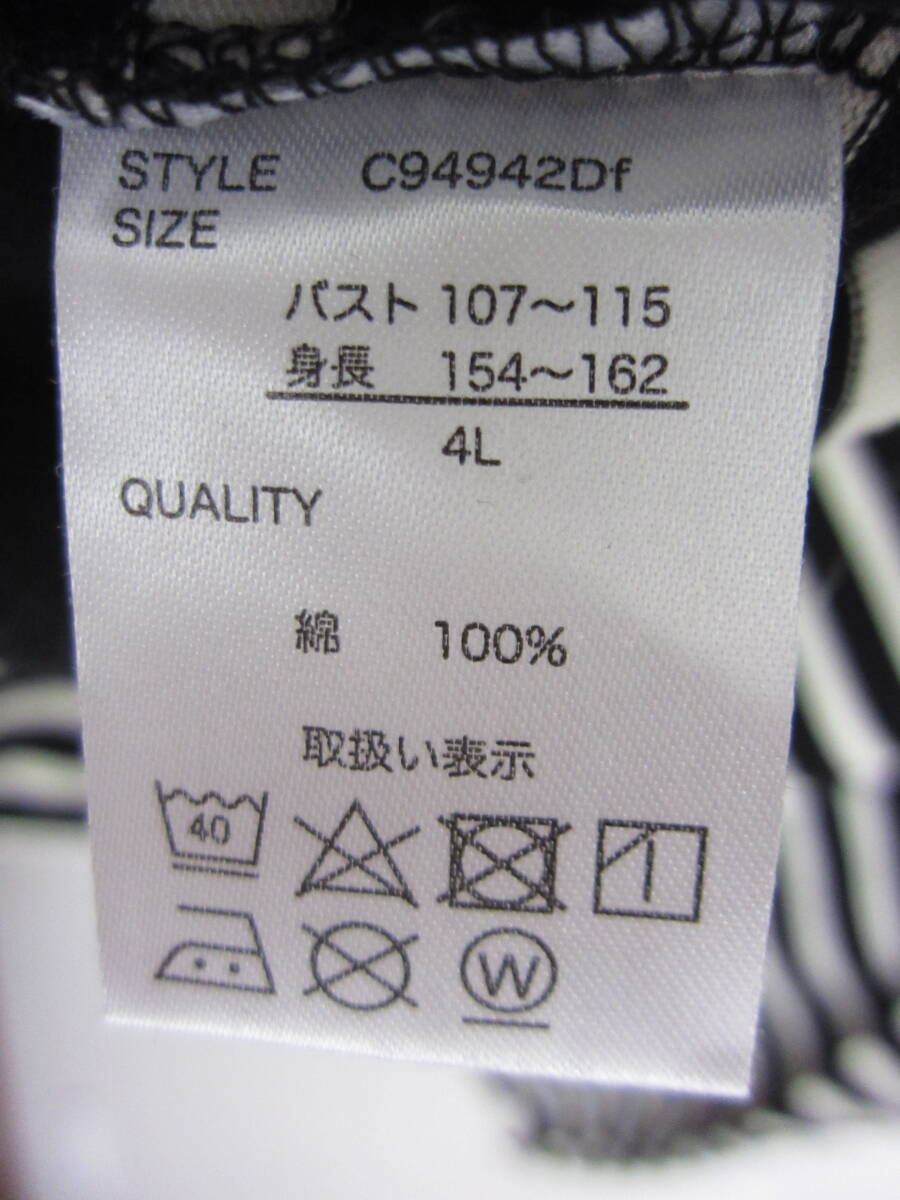 STYLE C94942Df
SIZE
バスト 107～115
身長 154～162
4L
QUALITY
綿 100%
取扱い表示
40
W